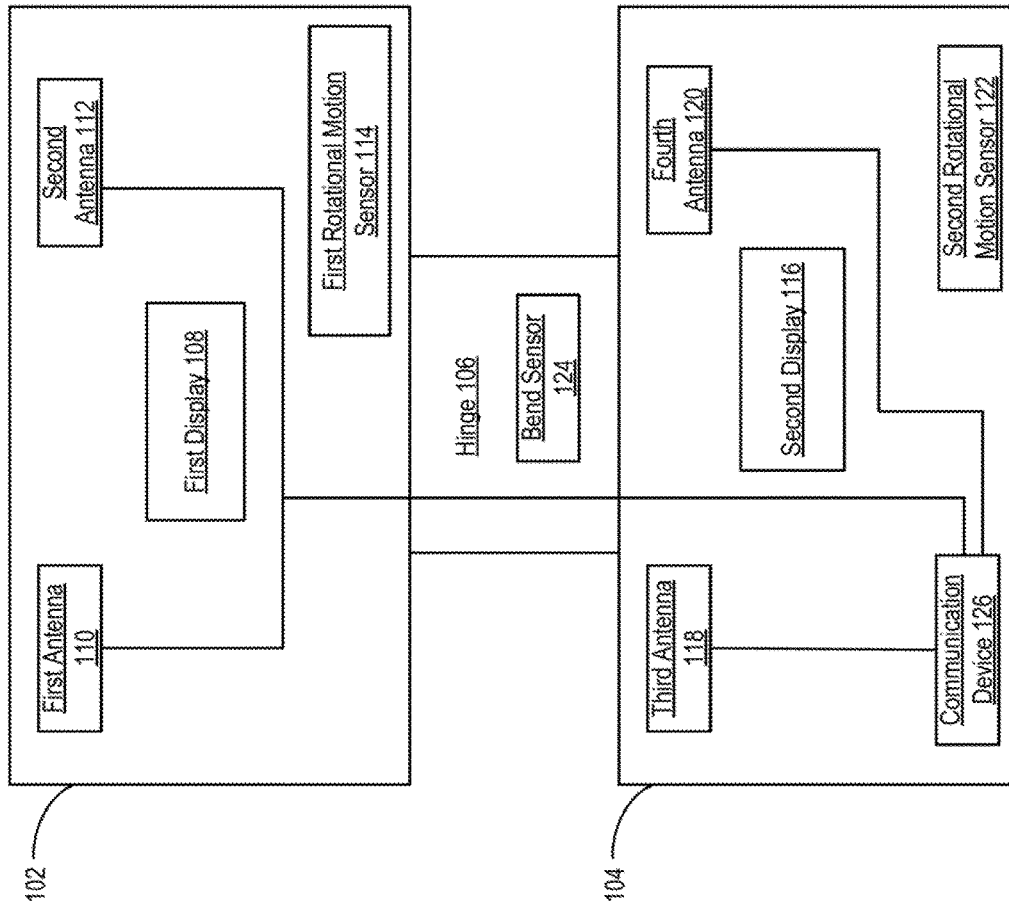 102
First Antenna
110
Second
Antenna 112
First Display 108
First Rotational Motion
Sensor 114
Hinge 106
Bend Sensor
124
104
Third Antenna
118
Fourth
Antenna 120
Second Display 116
Communication
Device 126
Second Rotational
Motion Sensor 122